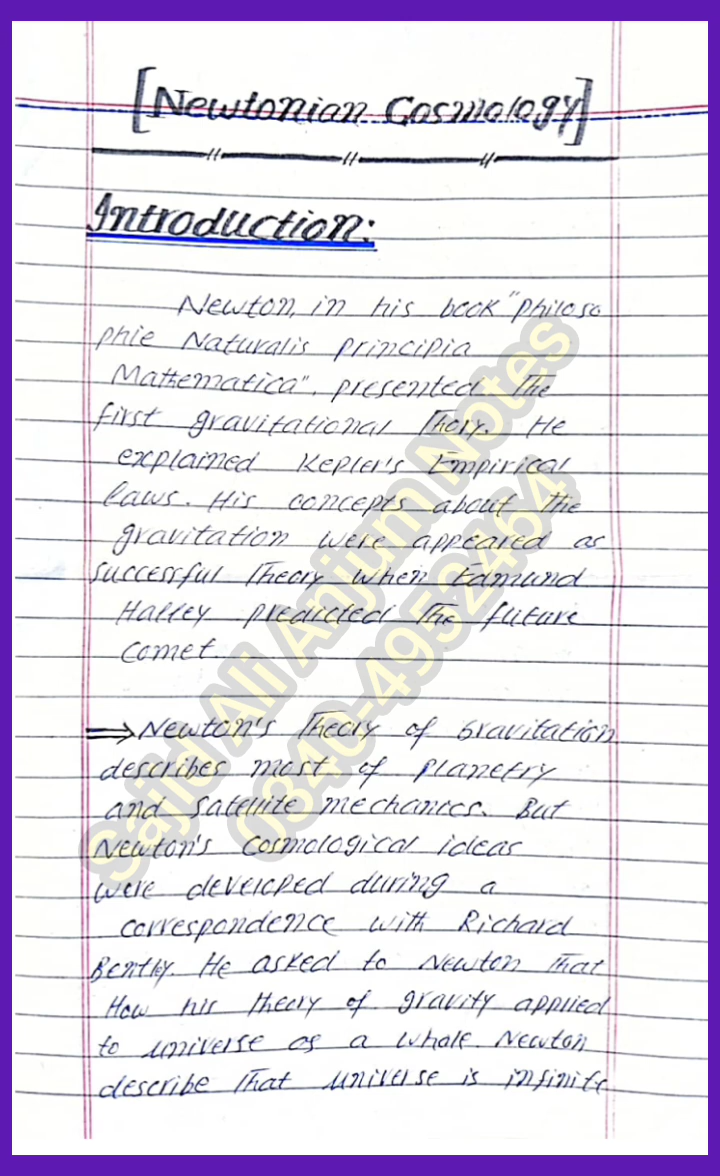 [Newtonian Cosmology]
Introduction:
Newton, in his book "Philoso
phie Naturalis principia
Mathematica", presented The
first gravitational Thory. He
explained Kepler's Empirical
laws. His concepts about the
gravitation were appeared as
successful Theory when Edmund
Halley predicted The future
comet.
⇒ Newton's Theory of Gravitation
describes most of planetry
and satellite mechanics. But
Newton's Cosmological ideas
were developed during a
correspondence with Richard
Bently. He asked to Newton That
How his theory of gravity applied
to universe as a whole. Newton
describe That universe is infinite
Sajid Ali Anjum Notes
0340-4952464